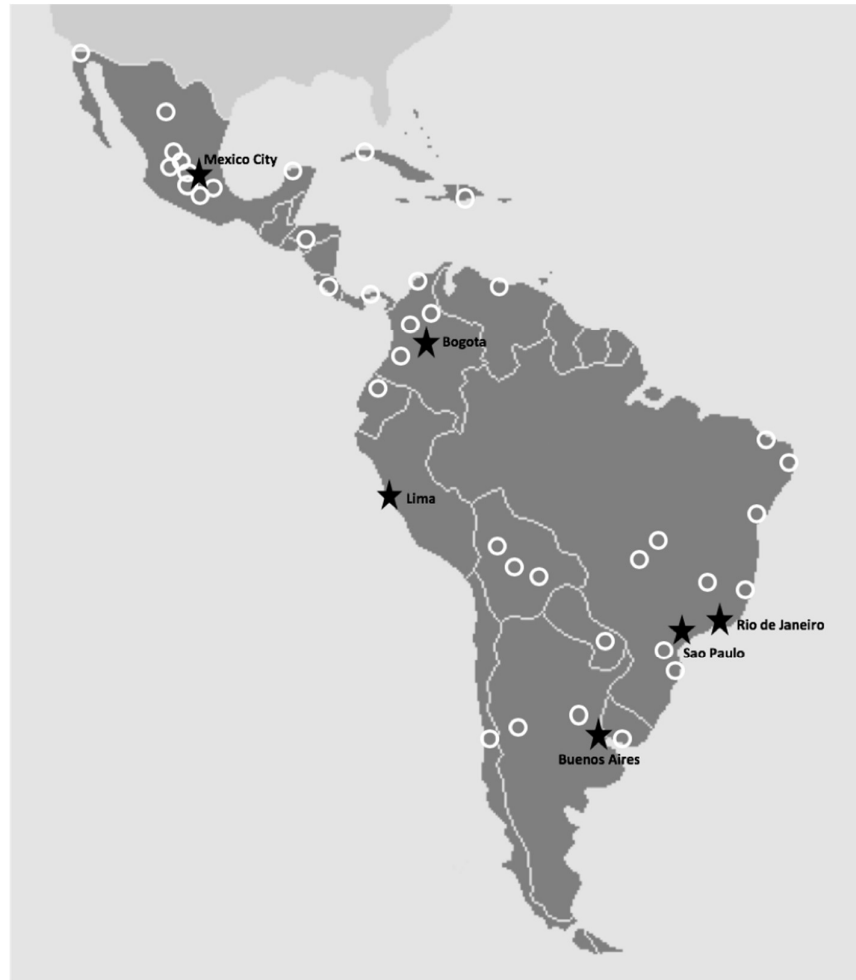 Mexico City
Bogota
Lima
Rio de Janeiro
Sao Paulo
Buenos Aires